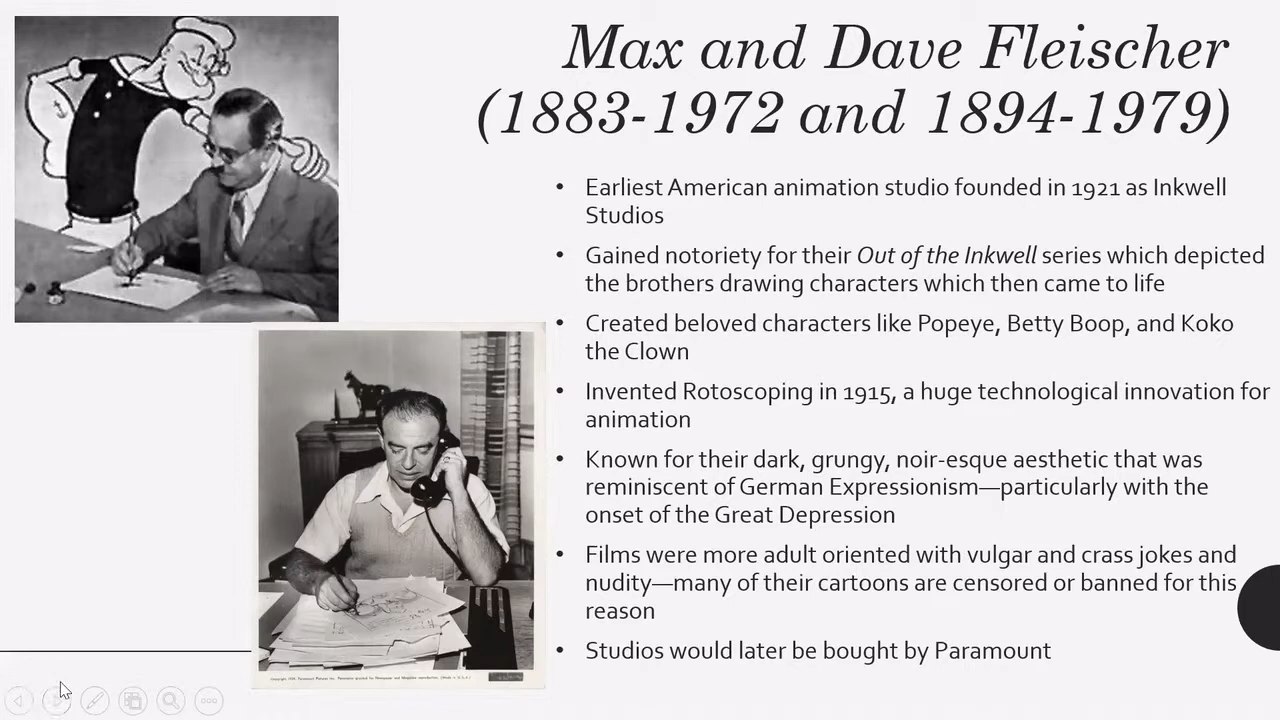 Max and Dave Fleischer
(1883-1972 and 1894-1979)
• Earliest American animation studio founded in 1921 as Inkwell
Studios
• Gained notoriety for their Out of the Inkwell series which depicted
the brothers drawing characters which then came to life
• Created beloved characters like Popeye, Betty Boop, and Koko
the Clown
• Invented Rotoscoping in 1915, a huge technological innovation for
animation
• Known for their dark, grungy, noir-esque aesthetic that was
reminiscent of German Expressionism—particularly with the
onset of the Great Depression
• Films were more adult oriented with vulgar and crass jokes and
nudity—many of their cartoons are censored or banned for this
reason
• Studios would later be bought by Paramount